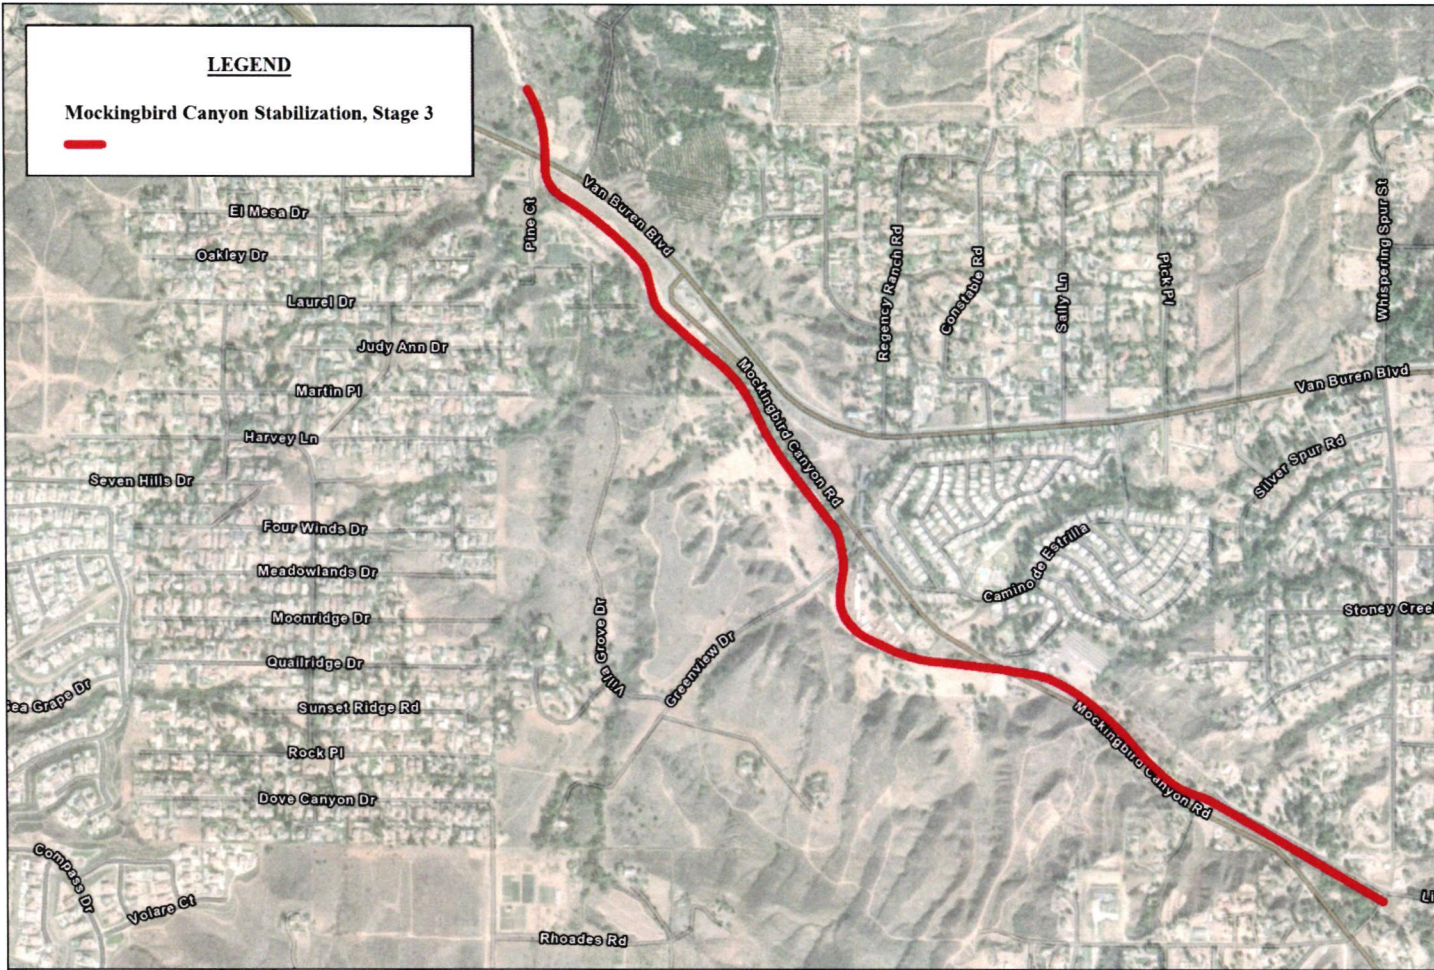 LEGEND
Mockingbird Canyon Stabilization, Stage 3
El Mesa Dr
Oakley Dr
Laurel Dr
Judy Ann Dr
Martin Pl
Harvey Ln
Seven Hills Dr
Four Winds Dr
Meadowlands Dr
Moonridge Dr
Quailridge Dr
Sea Grape Dr
Sunset Ridge Rd
Rock Pl
Dove Canyon Dr
Compass Dr
Volare Ct
Pine Ct
Van Buren Blvd
Regency Ranch Rd
Constable Rd
Sally Ln
Pick Pl
Whispering Spur St
Van Buren Blvd
Mockingbird Canyon Rd
Silver Spur Rd
Camino de Estrilla
Stoney Creek
Villa Grove Dr
Greenview Dr
Mockingbird Canyon Rd
Rhoades Rd